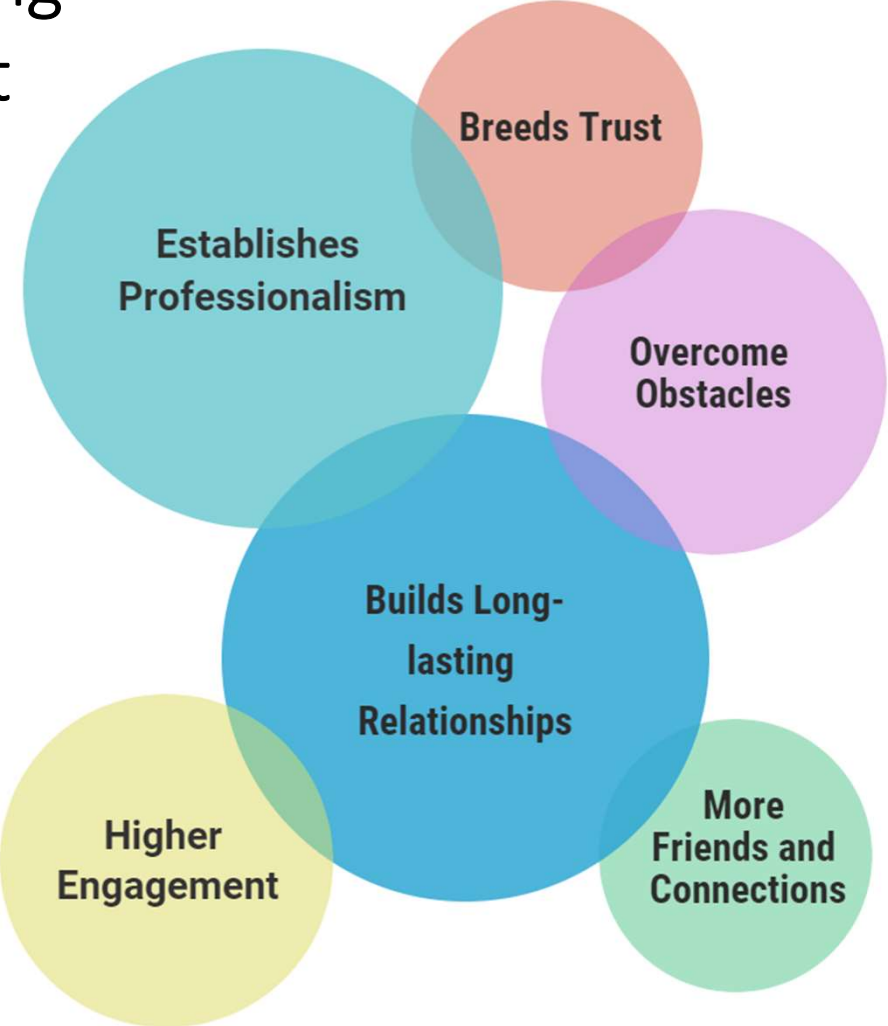 Breeds Trust
Establishes
Professionalism
Overcome
Obstacles
Builds Long-
lasting
Relationships
Higher
Engagement
More
Friends and
Connections